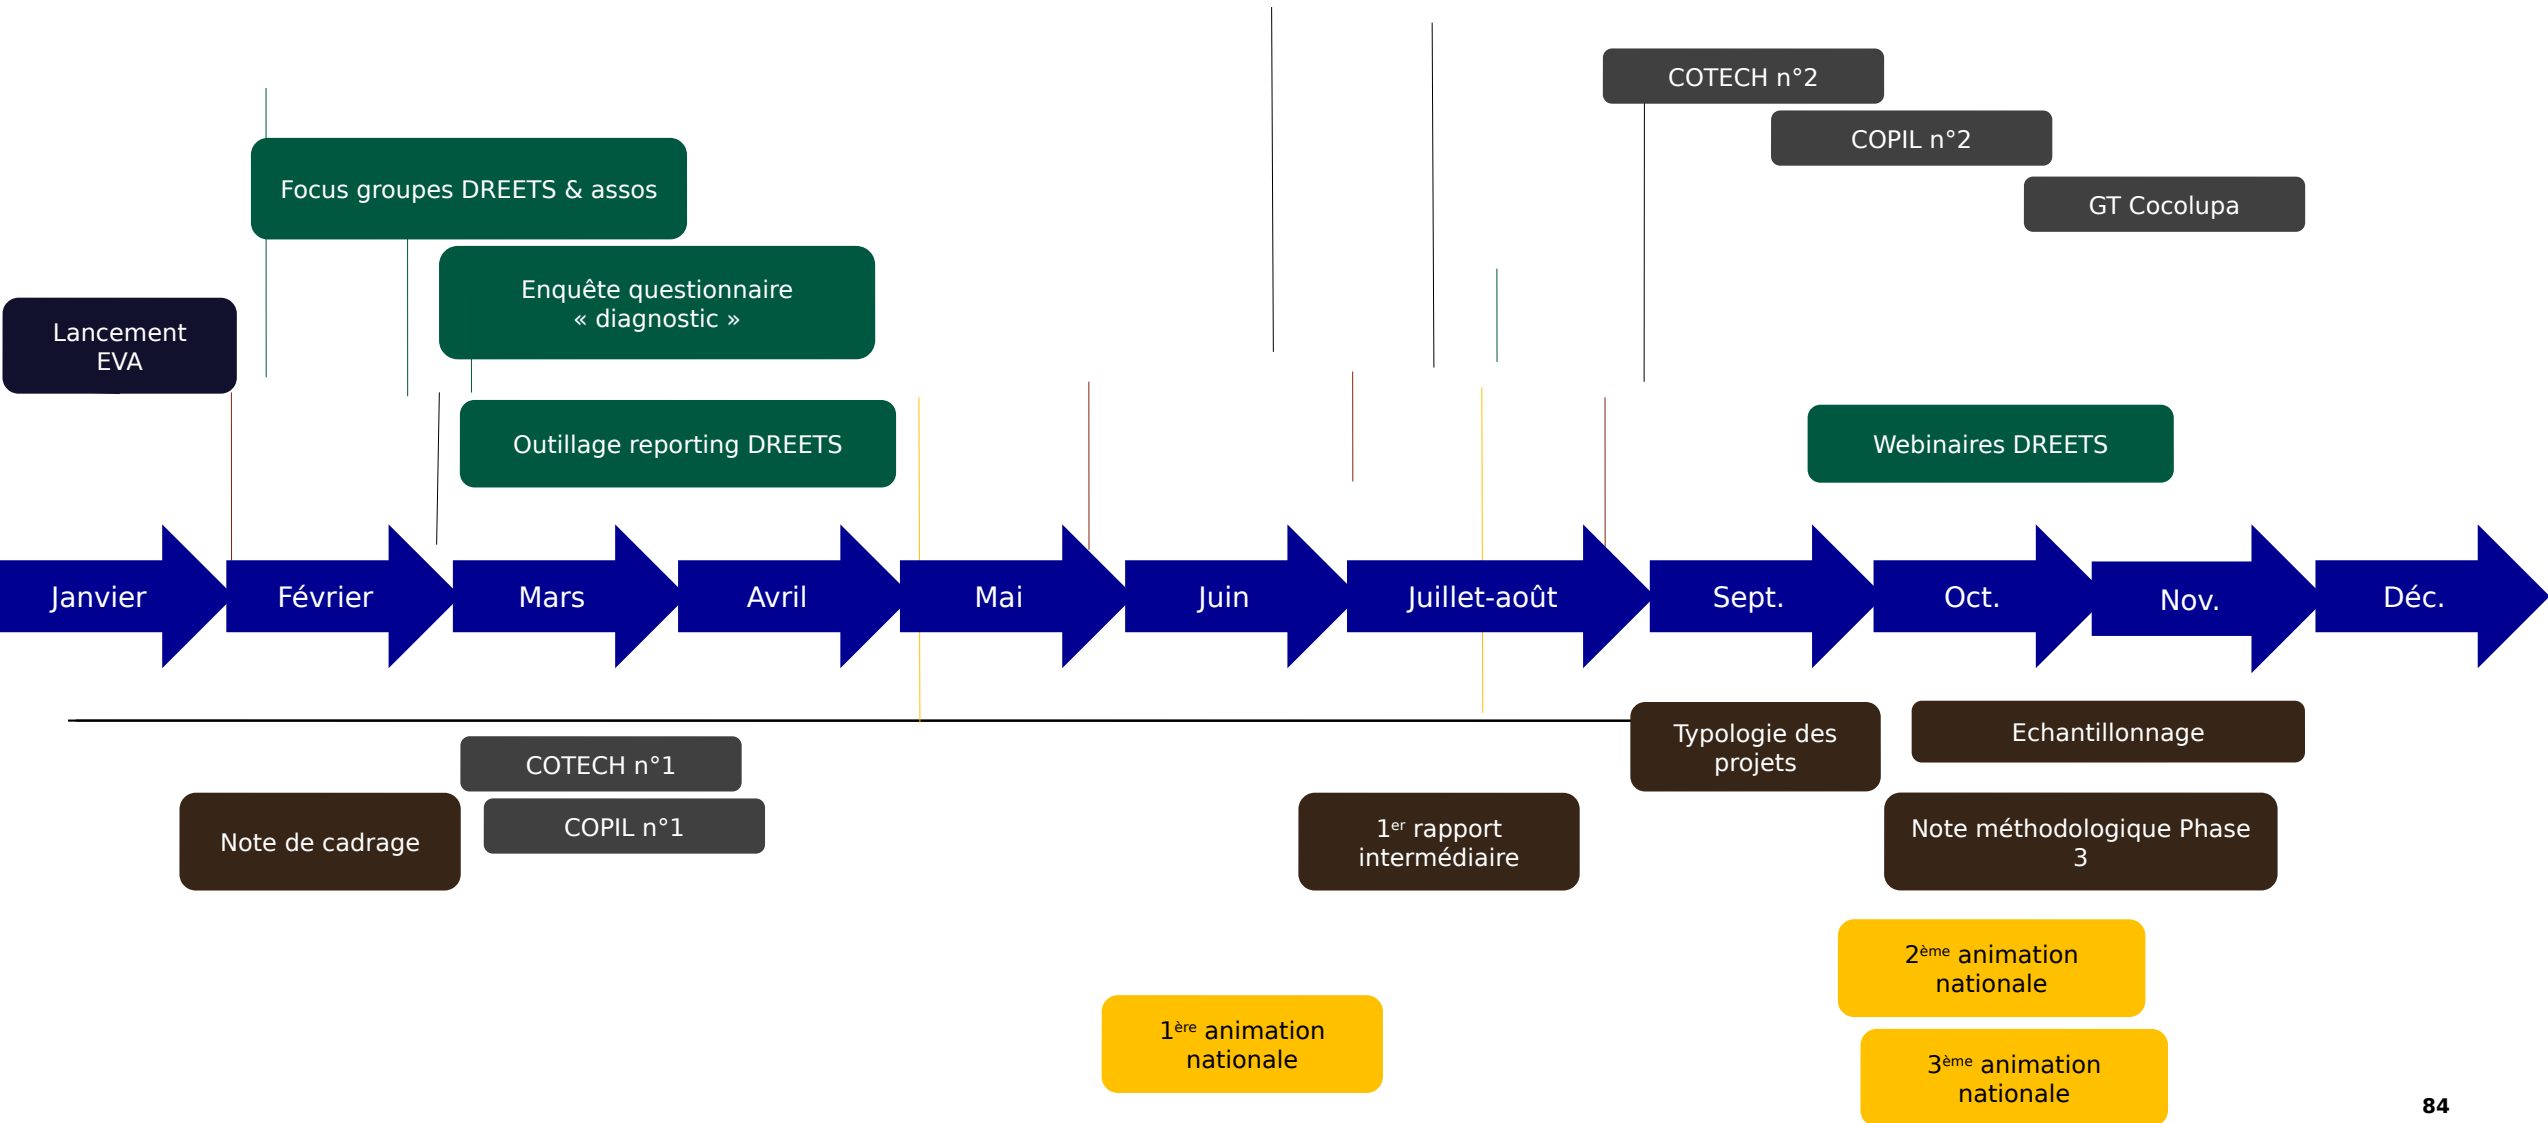 COTECH n°2
COPIL n°2
Focus groupes DREETS & assos
GT Cocolupa
Enquête questionnaire
« diagnostic »
Lancement
EVA
Outillage reporting DREETS
Webinaires DREETS
Janvier
Février
Mars
Avril
Mai
Juin
Juillet-août
Sept.
Oct.
Nov.
Déc.
Typologie des
projets
Echantillonnage
COTECH n°1
COPIL n°1
Note de cadrage
1er rapport
intermédiaire
Note méthodologique Phase
3
2ème animation
nationale
1ère animation
nationale
3ème animation
nationale
84